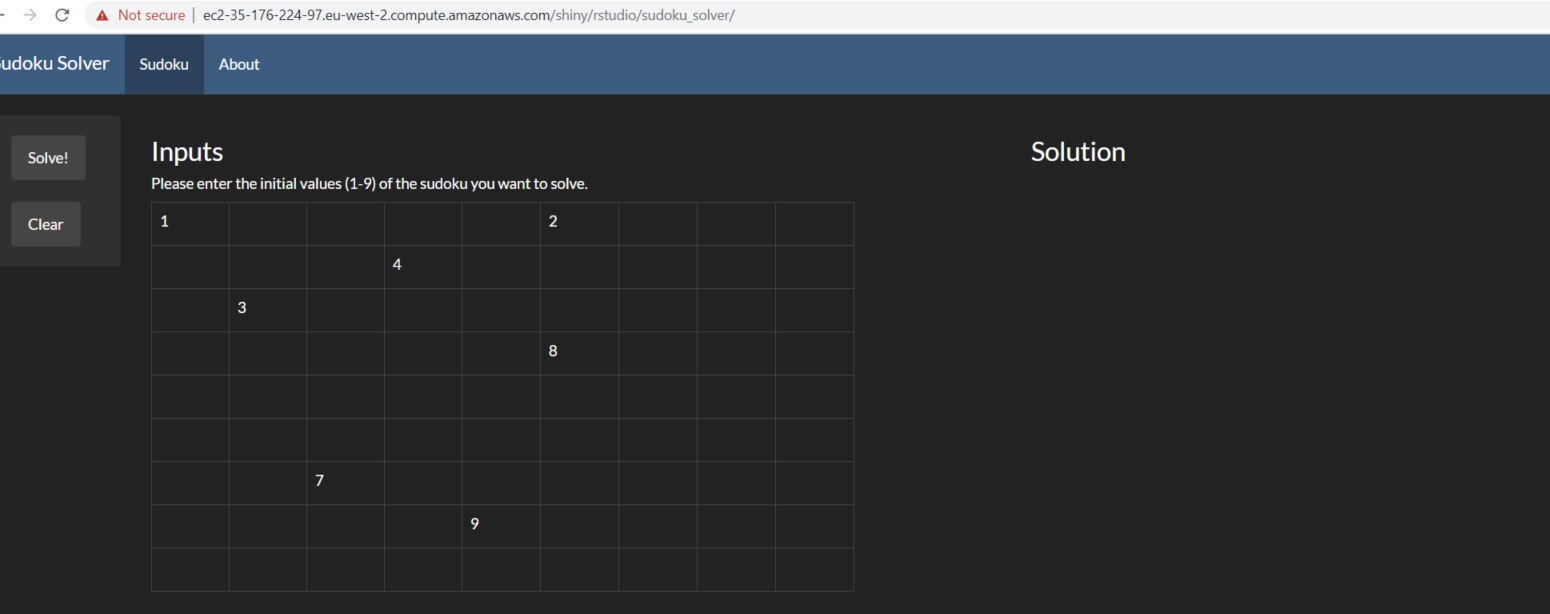 Not secure | ec2-35-176-224-97.eu-west-2.compute.amazonaws.com/shiny/rstudio/sudoku_solver/
udoku Solver Sudoku About
Solve!
Clear
Inputs
Please enter the initial values (1-9) of the sudoku you want to solve.
1 2
4
3
8
7
9
Solution